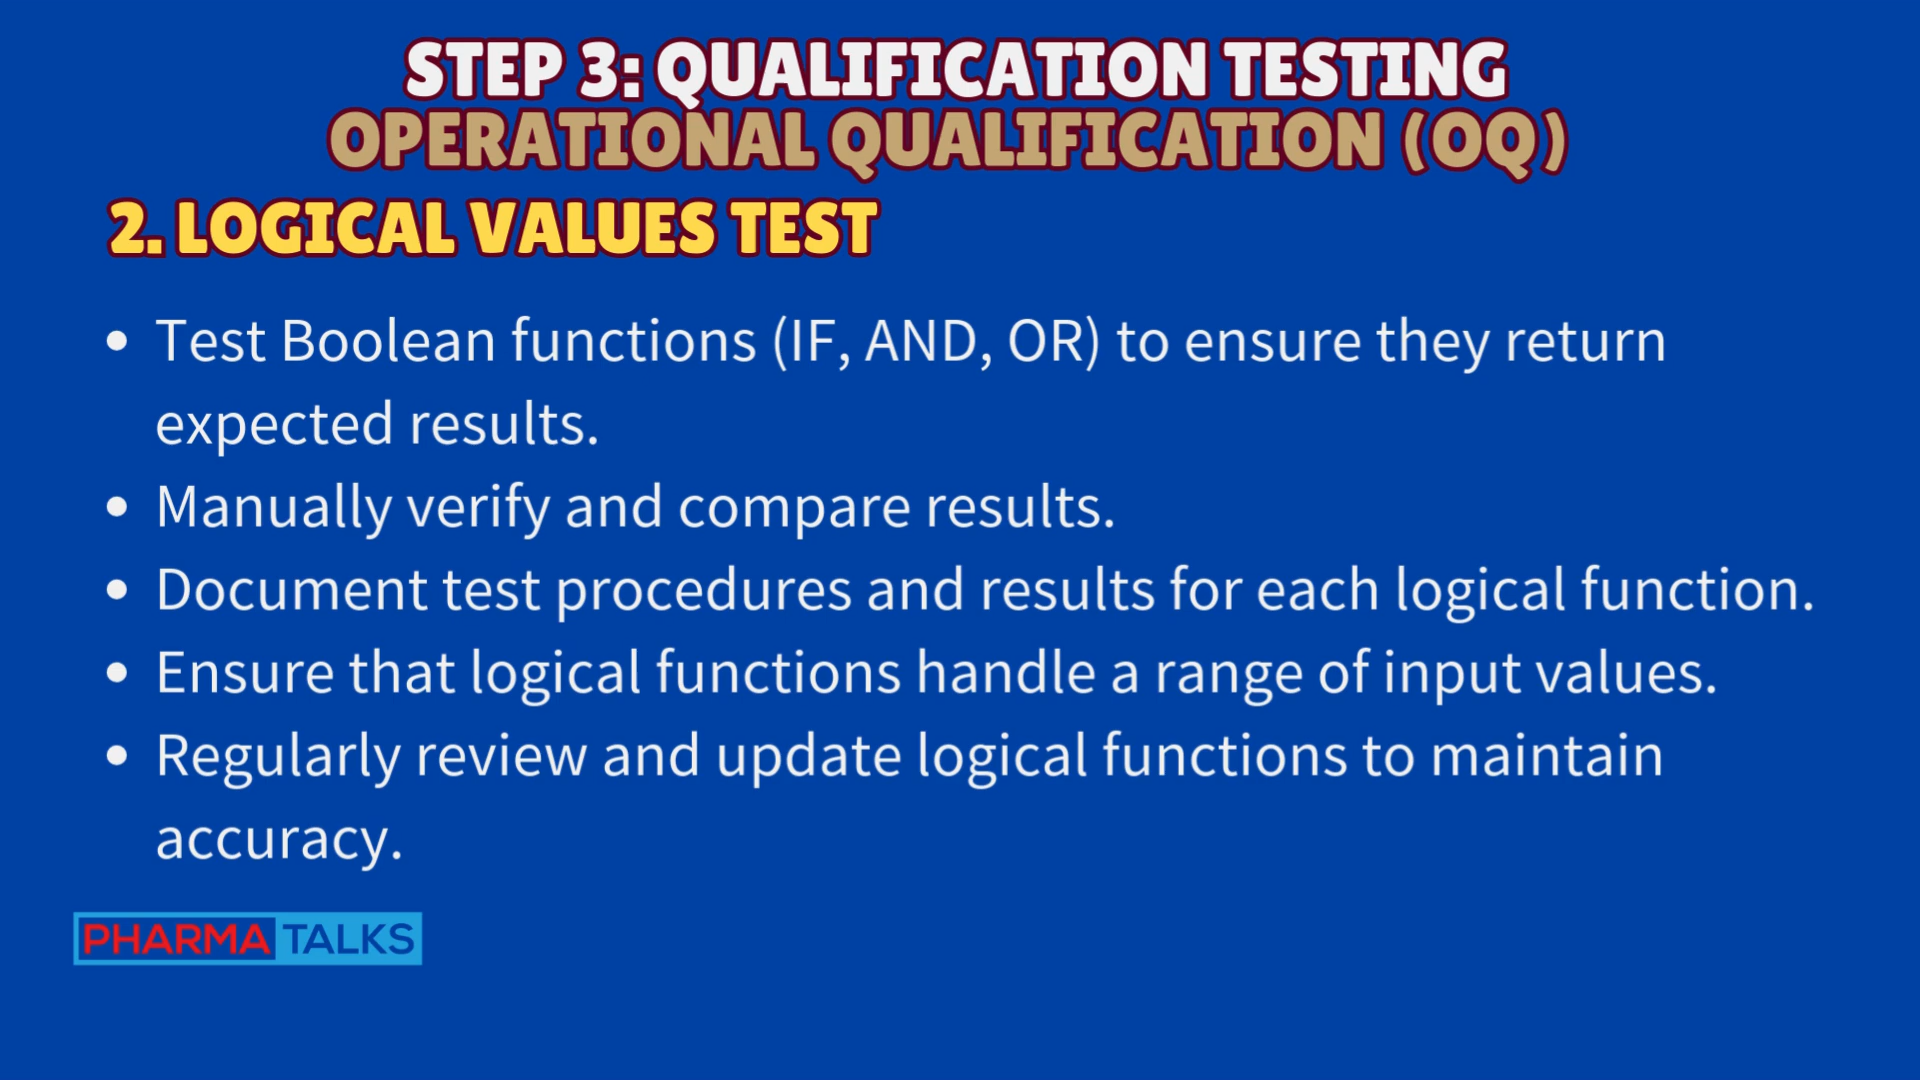 STEP 3: QUALIFICATION TESTING
OPERATIONAL QUALIFICATION (OQ)
2. LOGICAL VALUES TEST
• Test Boolean functions (IF, AND, OR) to ensure they return
expected results.
• Manually verify and compare results.
• Document test procedures and results for each logical function.
• Ensure that logical functions handle a range of input values.
• Regularly review and update logical functions to maintain
accuracy.
PHARMA TALKS